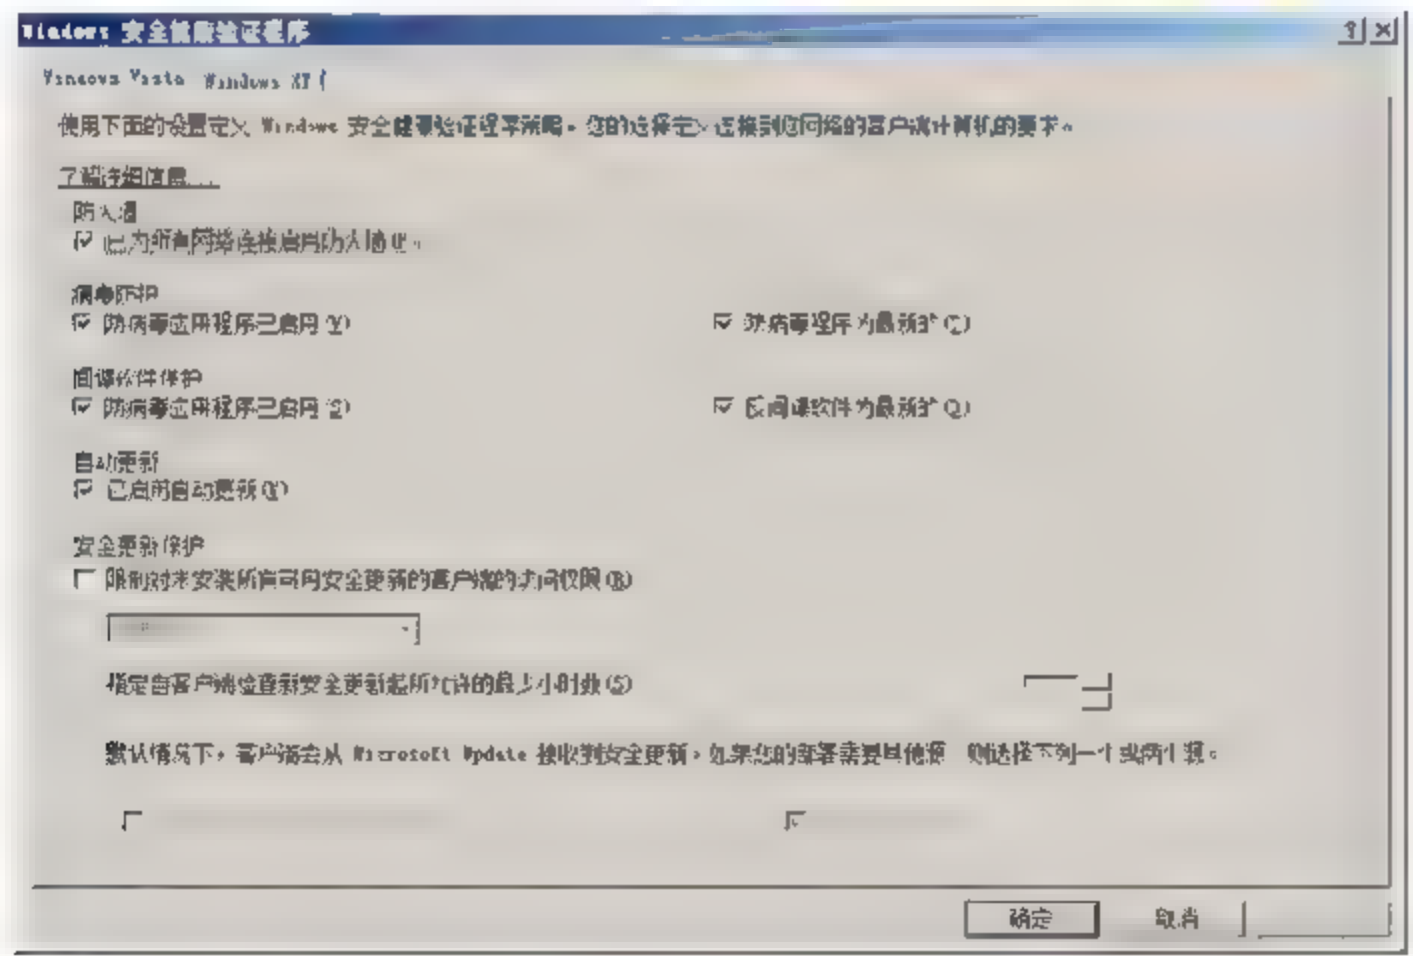 Windows 安全健康验证程序
Windows Vista Windows XP
使用下面的设置定义 Windows 安全健康验证程序策略。您的选择定义连接到您网络的客户端计算机的要求。
了解详细信息...
防火墙
已为所有网络连接启用防火墙
病毒防护
防病毒应用程序已启用(V) 防病毒程序为最新的(C)
间谍软件保护
防病毒应用程序已启用(S) 反间谍软件为最新的(Q)
自动更新
已启用自动更新
安全更新保护
限制对未安装所有可用安全更新的客户端的访问权限(R)
指定自客户端检查新安全更新起所允许的最少小时数(S)
默认情况下,客户端会从 Microsoft Update 接收到安全更新。如果您的部署需要其他源 则选择下列一个或两个源。
确定 取消